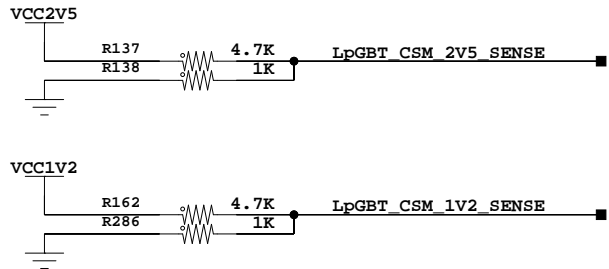 VCC2V5
R137 4.7K LpGBT_CSM_2V5_SENSE
R138 1K
VCC1V2
R162 4.7K LpGBT_CSM_1V2_SENSE
R286 1K